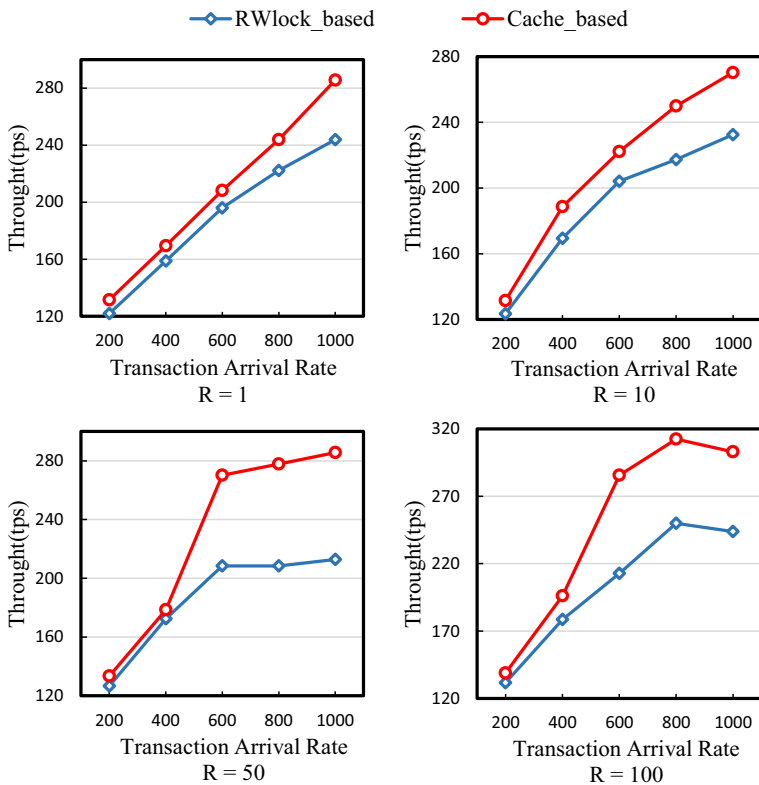 RWlock_based Cache_based
280
240
200
160
120
Throught(tps)
200 400 600 800 1000
Transaction Arrival Rate
R = 1
280
240
200
160
120
Throught(tps)
200 400 600 800 1000
Transaction Arrival Rate
R = 10
280
240
200
160
120
Throught(tps)
200 400 600 800 1000
Transaction Arrival Rate
R = 50
320
270
220
170
120
Throught(tps)
200 400 600 800 1000
Transaction Arrival Rate
R = 100